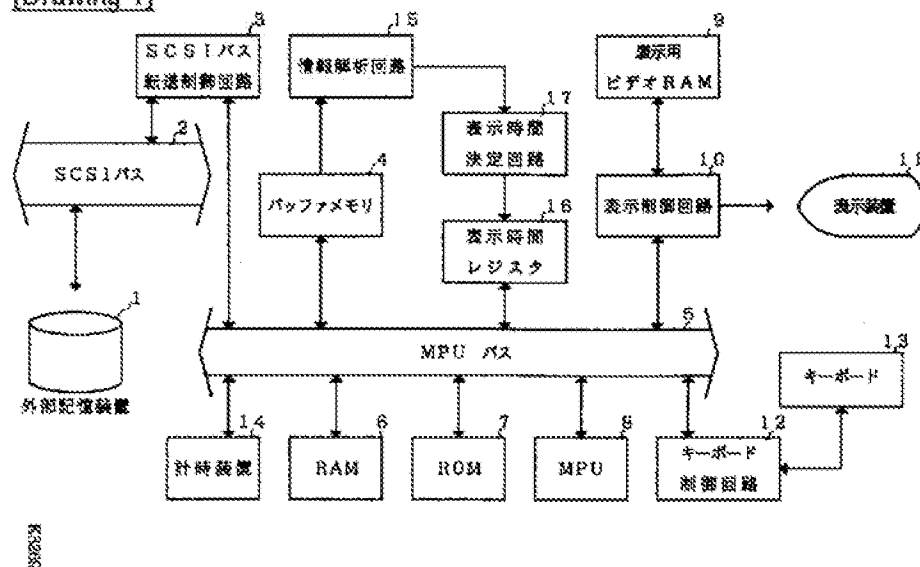 [Drawing 1]
3
SCSIバス
転送制御回路
15
情報解析回路
9
表示用
ビデオRAM
2
SCSIバス
17
表示時間
決定回路
4
バッファメモリ
10
表示制御回路
11
表示装置
16
表示時間
レジスタ
1
外部記憶装置
5
MPU バス
13
キーボード
14
計時装置
6
RAM
7
ROM
8
MPU
12
キーボード
制御回路